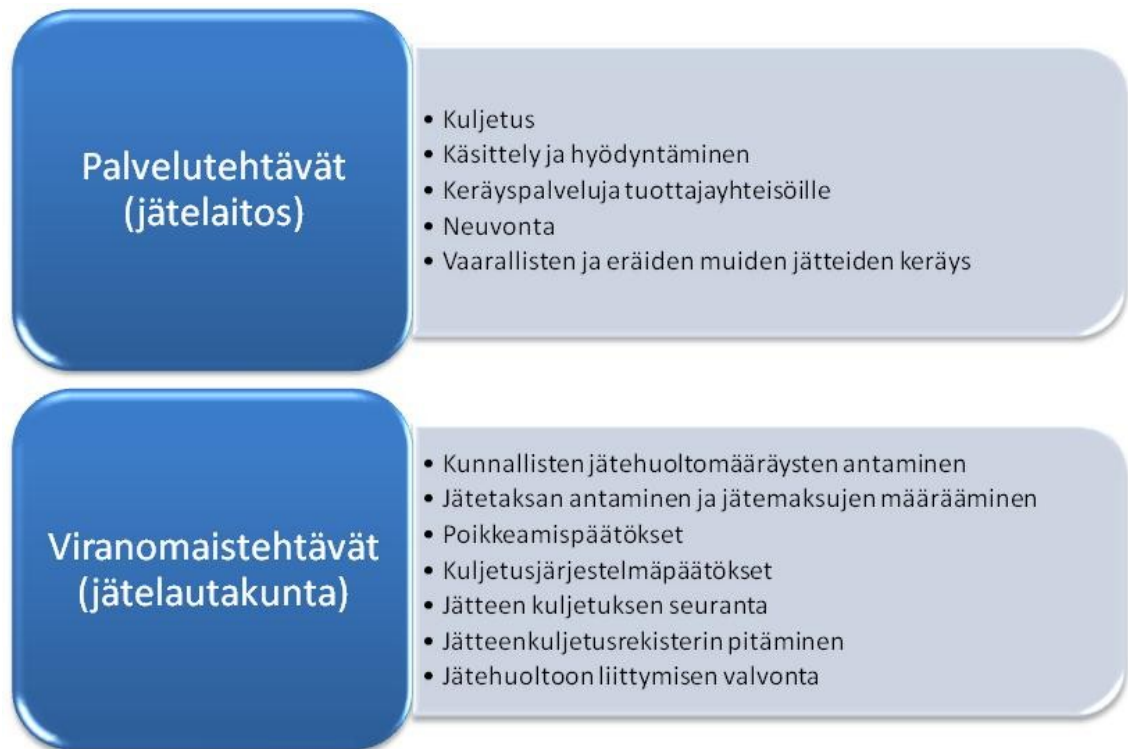 Palvelutehtävät
(jätelaitos)
• Kuljetus
• Käsittely ja hyödyntäminen
• Keräyspalveluja tuottajayhteisöille
• Neuvonta
• Vaarallisten ja eräiden muiden jätteiden keräys
Viranomaistehtävät
(jätelautakunta)
• Kunnallisten jätehuoltomääräysten antaminen
• Jätetaksan antaminen ja jätemaksujen määrääminen
• Poikkeamispäätökset
• Kuljetusjärjestelmäpäätökset
• Jätteen kuljetuksen seuranta
• Jätteenkuljetusrekisterin pitäminen
• Jätehuoltoon liittymisen valvonta